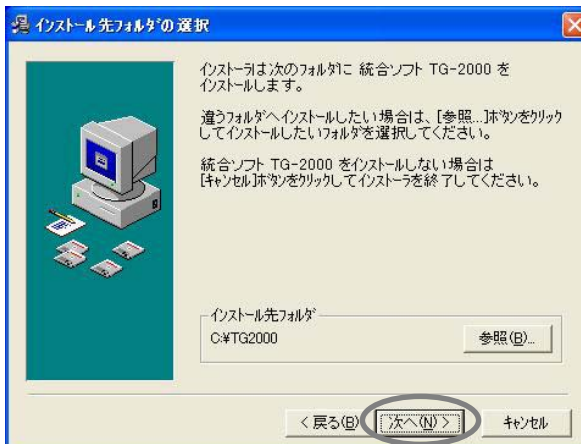 インストール先フォルダの選択
インストーラは次のフォルダに 統合ソフト TG-2000 を
インストールします。
違うフォルダへインストールしたい場合は、[参照...]ボタンをクリック
してインストールしたいフォルダを選択してください。
統合ソフト TG-2000 をインストールしない場合は
[キャンセル]ボタンをクリックしてインストーラを終了してください。
インストール先フォルダ
C:¥TG2000
参照(B)...
< 戻る(B)
次へ(N) >
キャンセル